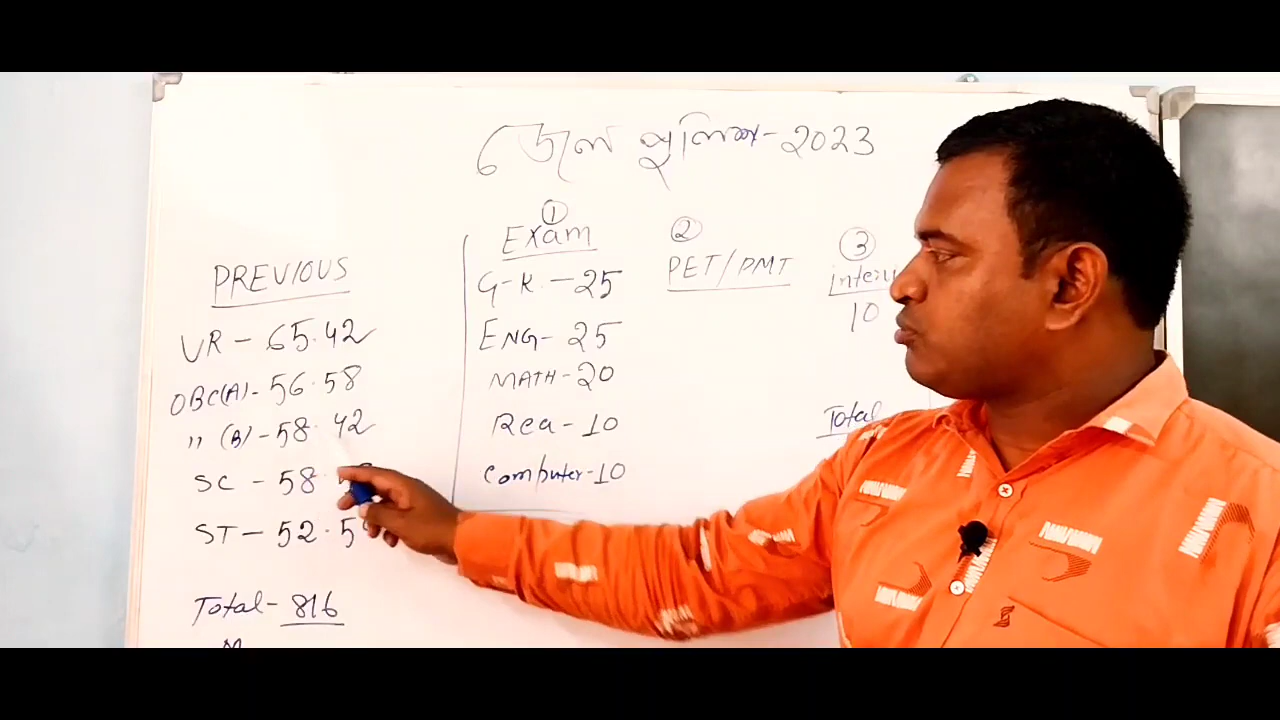 জেল পুলিশ-2023
PREVIOUS
UR - 65.42
OBC(A) - 56.58
" (B) - 58.42
SC - 58
ST - 52.5
Total - 816
①
Exam
G-K. - 25
ENG - 25
MATH - 20
Rea - 10
Computer - 10
②
PET/PMT
③
interv
10
Total